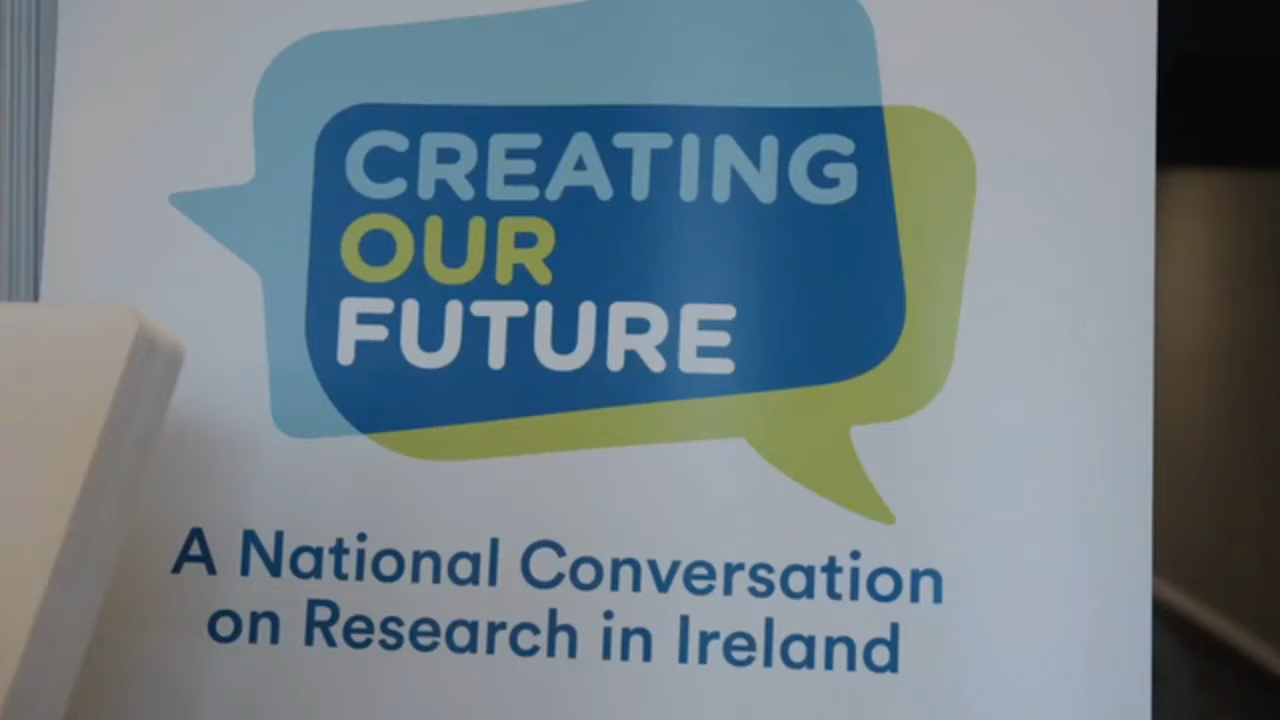 CREATING
OUR
FUTURE
A National Conversation
on Research in Ireland